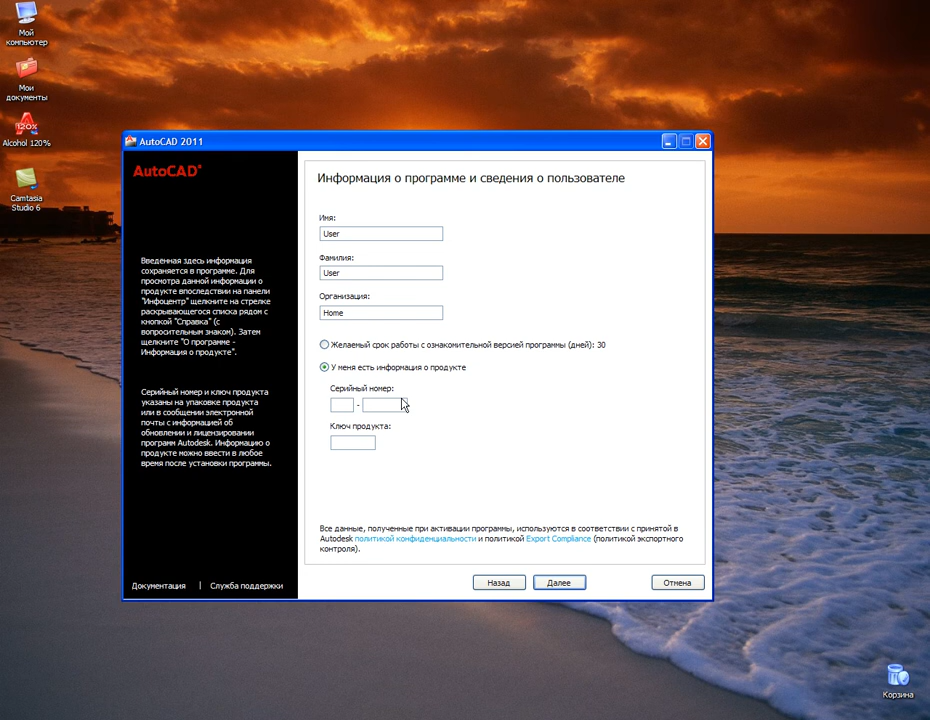 Мой
компьютер
Мои
документы
120%
Alcohol 120%
Camtasia
Studio 6
AutoCAD 2011
AutoCAD®
Информация о программе и сведения о пользователе
Имя:
User
Фамилия:
User
Организация:
Home
Введенная здесь информация
сохраняется в программе. Для
просмотра данной информации о
продукте впоследствии на панели
"Инфоцентр" щелкните на стрелке
раскрывающегося списка рядом с
кнопкой "Справка" (с
вопросительным знаком). Затем
щелкните "О программе -
Информация о продукте".
Серийный номер и ключ продукта
указаны на упаковке продукта
или в сообщении электронной
почты с информацией об
обновлении и лицензировании
программ Autodesk. Информацию о
продукте можно ввести в любое
время после установки программы.
Желаемый срок работы с ознакомительной версией программы (дней): 30
У меня есть информация о продукте
Серийный номер:
-
Ключ продукта:
Все данные, полученные при активации программы, используются в соответствии с принятой в
Autodesk политикой конфиденциальности и политикой Export Compliance (политикой экспортного
контроля).
Документация | Служба поддержки
Назад
Далее
Отмена
Корзина